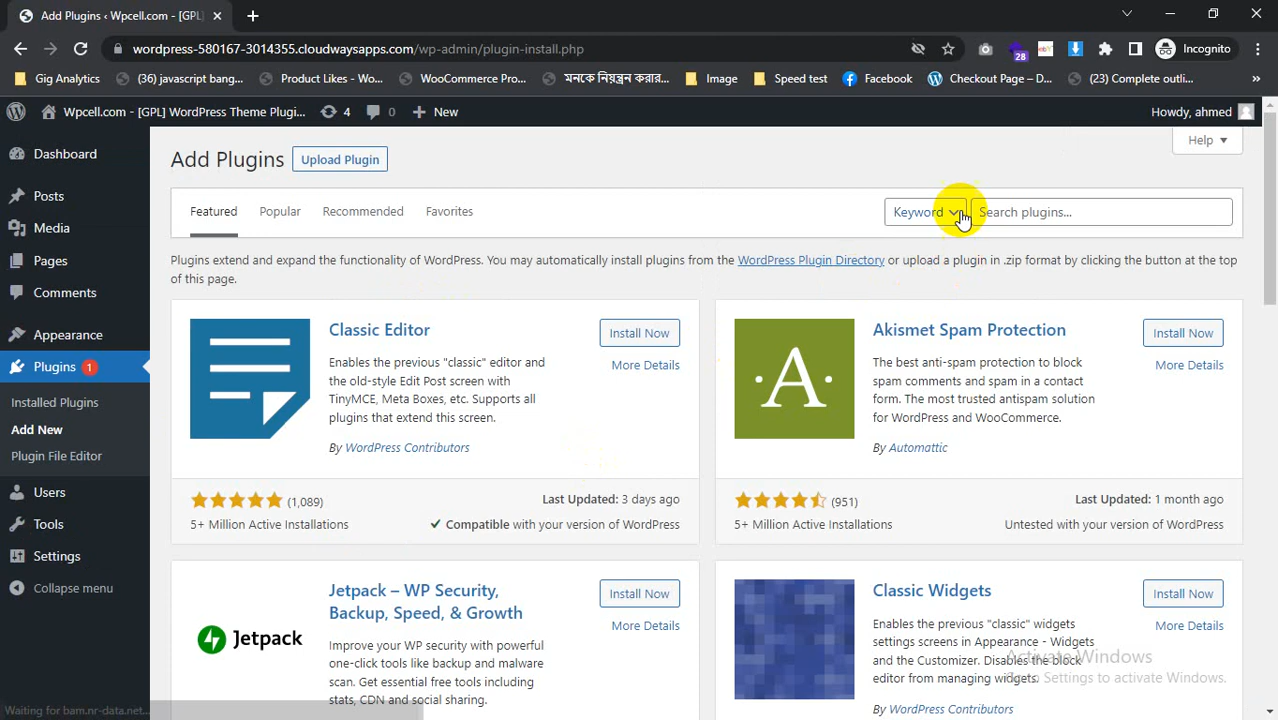 Add Plugins ‹ Wpcell.com - [GPL]
wordpress-580167-3014355.cloudwaysapps.com/wp-admin/plugin-install.php
28
Incognito
Gig Analytics
(36) javascript bang...
Product Likes - Wo...
WooCommerce Pro...
মনকে নিয়ন্ত্রন করার...
Image
Speed test
Facebook
Checkout Page – D...
(23) Complete outli...
Wpcell.com - [GPL] WordPress Theme Plugi...
4
0
New
Howdy, ahmed
Dashboard
Posts
Media
Pages
Comments
Appearance
Plugins 1
Installed Plugins
Add New
Plugin File Editor
Users
Tools
Settings
Collapse menu
Help
Add Plugins
Upload Plugin
Featured
Popular
Recommended
Favorites
Keyword
Search plugins...
Plugins extend and expand the functionality of WordPress. You may automatically install plugins from the WordPress Plugin Directory or upload a plugin in .zip format by clicking the button at the top
of this page.
Classic Editor
Install Now
More Details
Enables the previous "classic" editor and
the old-style Edit Post screen with
TinyMCE, Meta Boxes, etc. Supports all
plugins that extend this screen.
By WordPress Contributors
(1,089)
Last Updated: 3 days ago
5+ Million Active Installations
Compatible with your version of WordPress
A
Akismet Spam Protection
Install Now
More Details
The best anti-spam protection to block
spam comments and spam in a contact
form. The most trusted antispam solution
for WordPress and WooCommerce.
By Automattic
(951)
Last Updated: 1 month ago
5+ Million Active Installations
Untested with your version of WordPress
Jetpack
Jetpack – WP Security,
Backup, Speed, & Growth
Install Now
More Details
Improve your WP security with powerful
one-click tools like backup and malware
scan. Get essential free tools including
stats, CDN and social sharing.
Classic Widgets
Install Now
More Details
Enables the previous "classic" widgets
settings screens in Appearance - Widgets
and the Customizer. Disables the block
editor from managing widgets.
By WordPress Contributors
Activate Windows
Settings to activate Windows.
Waiting for bam.nr-data.net...